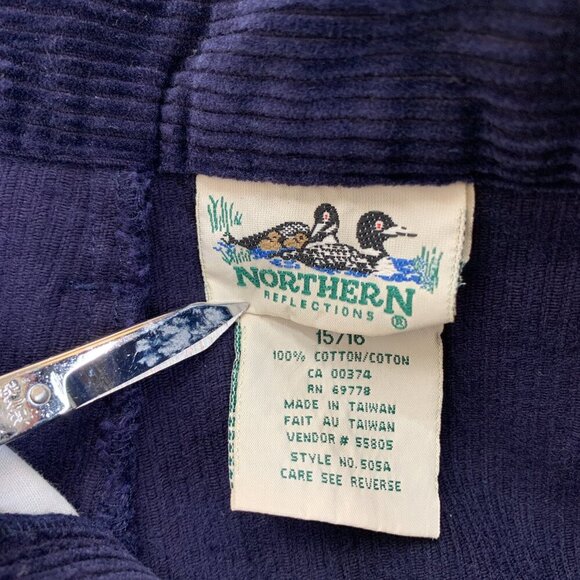 NORTHERN
REFLECTIONS ®
15/16
100% COTTON/COTON
CA 00374
RN 69778
MADE IN TAIWAN
FAIT AU TAIWAN
VENDOR # 55805
STYLE NO.505A
CARE SEE REVERSE